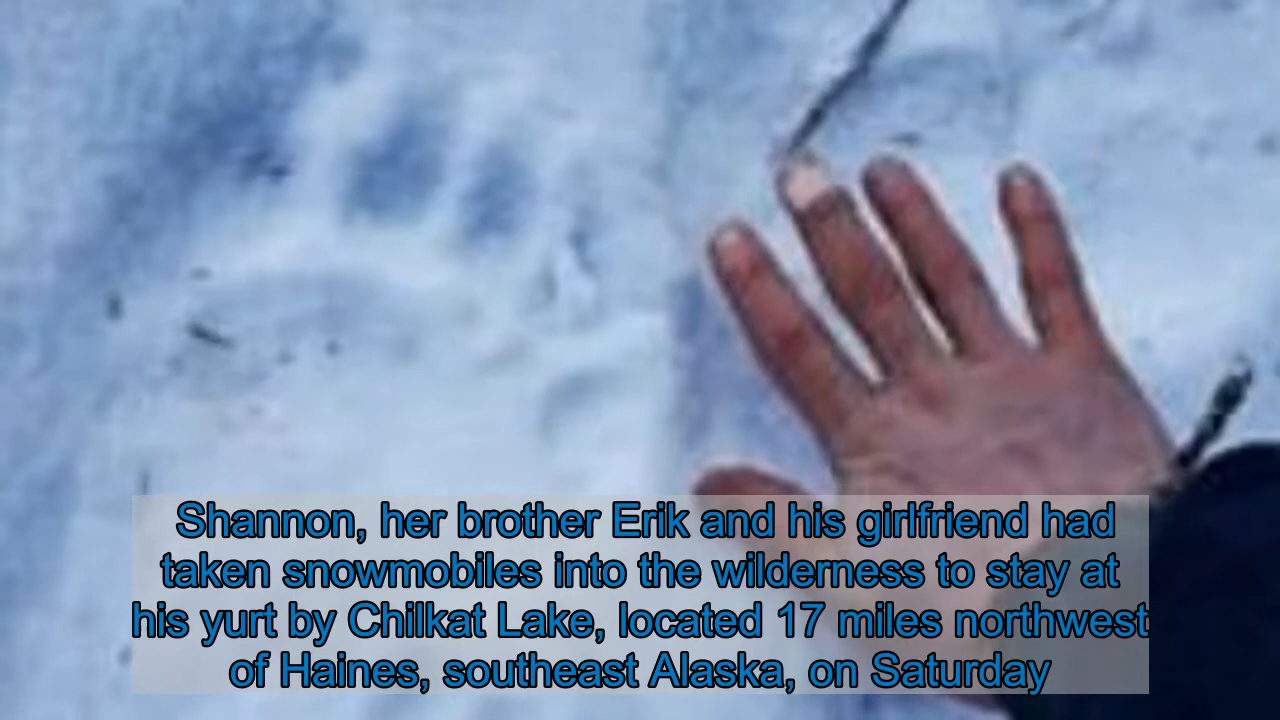 Shannon, her brother Erik and his girlfriend had
taken snowmobiles into the wilderness to stay at
his yurt by Chilkat Lake, located 17 miles northwest
of Haines, southeast Alaska, on Saturday